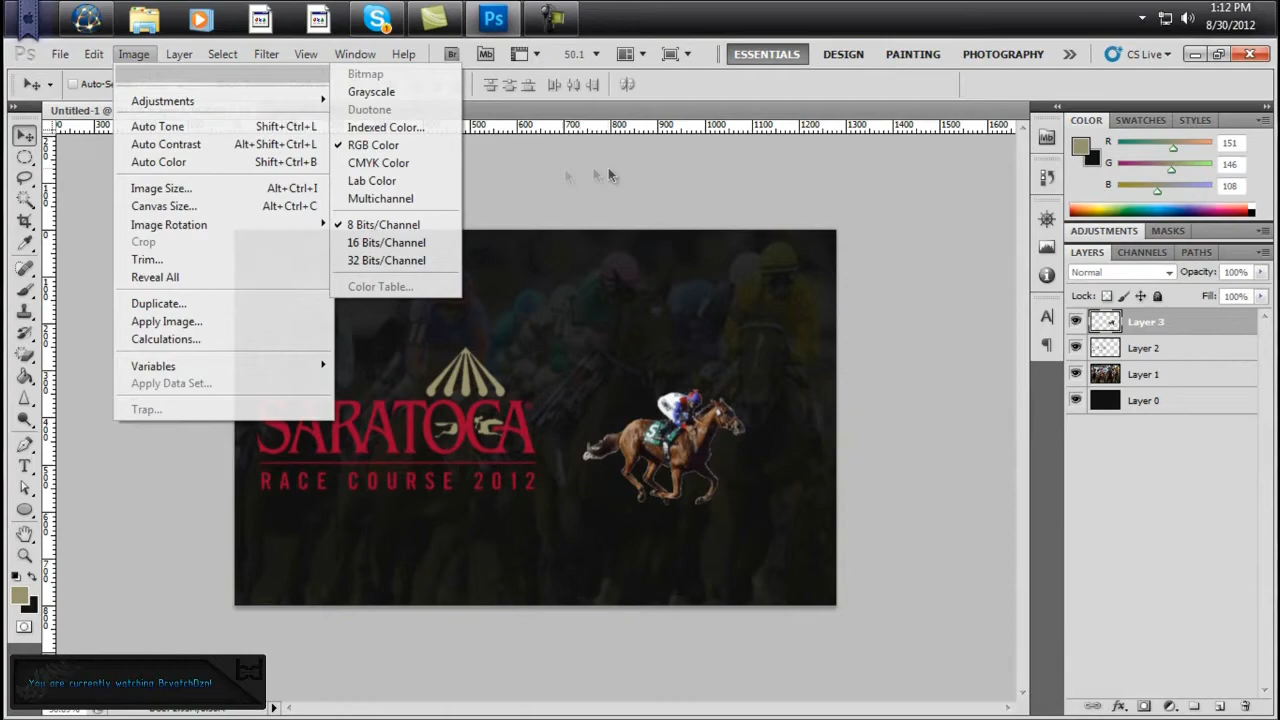 1:12 PM
8/30/2012
Ps File Edit Image Layer Select Filter View Window Help Br Mb 50.1 ESSENTIALS DESIGN PAINTING PHOTOGRAPHY CS Live
Auto-Se
Untitled-1 @
300 500 600 700 800 900 1000 1100 1200 1300 1400 1500 1600
Adjustments
Auto Tone Shift+Ctrl+L
Auto Contrast Alt+Shift+Ctrl+L
Auto Color Shift+Ctrl+B
Image Size... Alt+Ctrl+I
Canvas Size... Alt+Ctrl+C
Image Rotation
Crop
Trim...
Reveal All
Duplicate...
Apply Image...
Calculations...
Variables
Apply Data Set...
Trap...
Bitmap
Grayscale
Duotone
Indexed Color...
RGB Color
CMYK Color
Lab Color
Multichannel
8 Bits/Channel
16 Bits/Channel
32 Bits/Channel
Color Table...
SARATOGA
RACE COURSE 2012
5
COLOR SWATCHES STYLES
R 151
G 146
B 108
ADJUSTMENTS MASKS
LAYERS CHANNELS PATHS
Normal Opacity: 100%
Lock: Fill: 100%
Layer 3
Layer 2
Layer 1
Layer 0
You are currently watching BcvatchDzn!